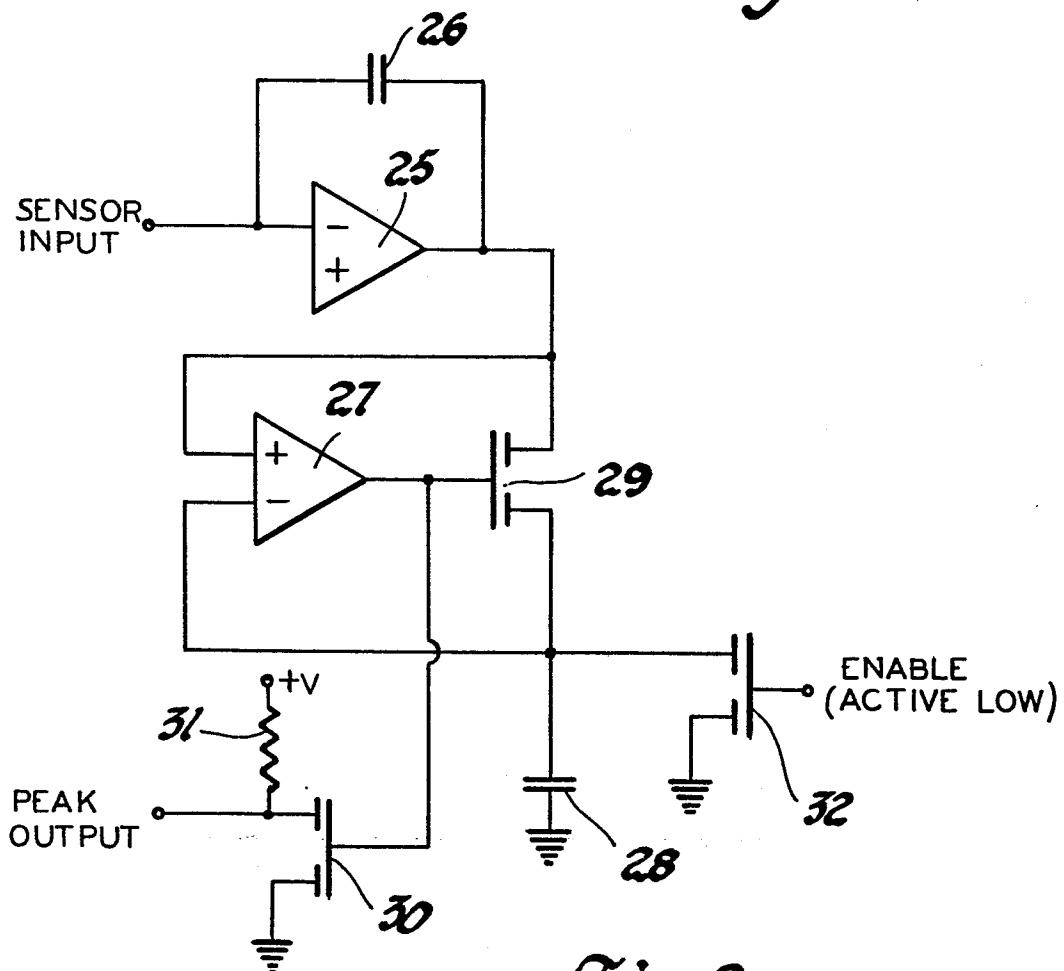 26
25
SENSOR
INPUT
−
+
27
+
−
29
+V
31
ENABLE
(ACTIVE LOW)
PEAK
OUTPUT
32
28
30